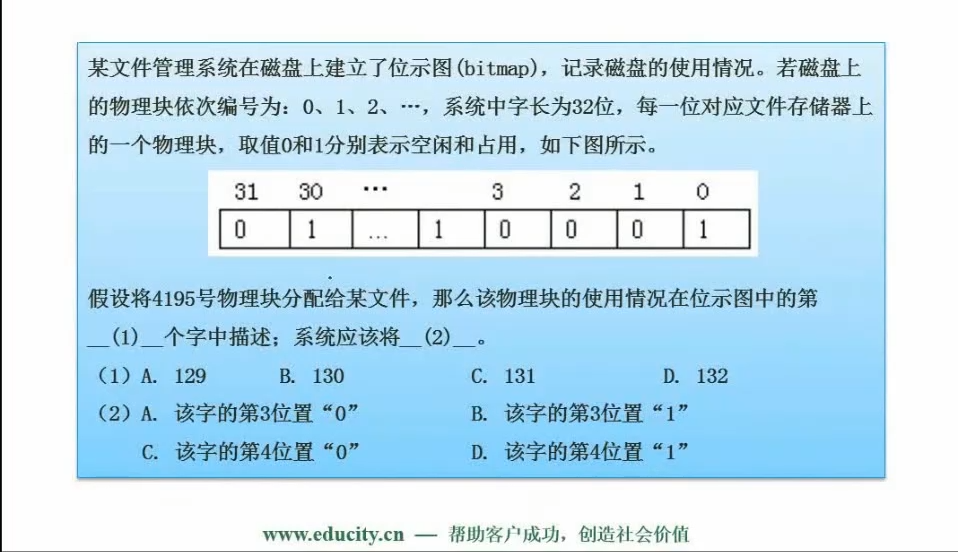 某文件管理系统在磁盘上建立了位示图(bitmap)，记录磁盘的使用情况。若磁盘上
的物理块依次编号为：0、1、2、…，系统中字长为32位，每一位对应文件存储器上
的一个物理块，取值0和1分别表示空闲和占用，如下图所示。
31 30 … 3 2 1 0
0 1 … 1 0 0 0 1
假设将4195号物理块分配给某文件，那么该物理块的使用情况在位示图中的第
__(1)__个字中描述；系统应该将__(2)__。
（1）A. 129 B. 130 C. 131 D. 132
（2）A. 该字的第3位置“0” B. 该字的第3位置“1”
C. 该字的第4位置“0” D. 该字的第4位置“1”
www.educity.cn — 帮助客户成功，创造社会价值